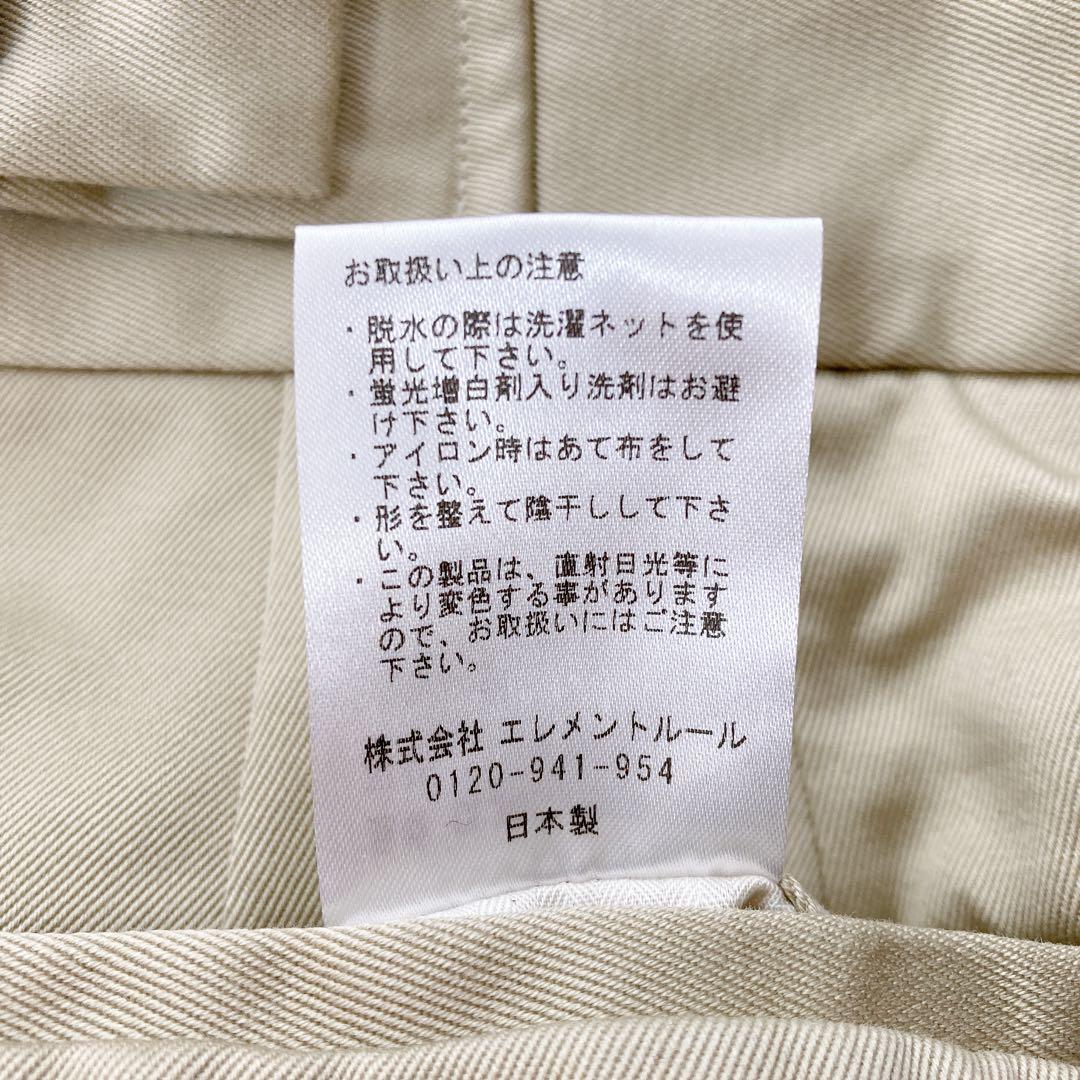 お取扱い上の注意
・脱水の際は洗濯ネットを使
用して下さい。
・蛍光増白剤入り洗剤はお避
け下さい。
・アイロン時はあて布をして
下さい。
・形を整えて陰干しして下さ
い。
・この製品は、直射日光等に
より変色する事があります
ので、お取扱いにはご注意
下さい。
株式会社 エレメントルール
0120-941-954
日本製